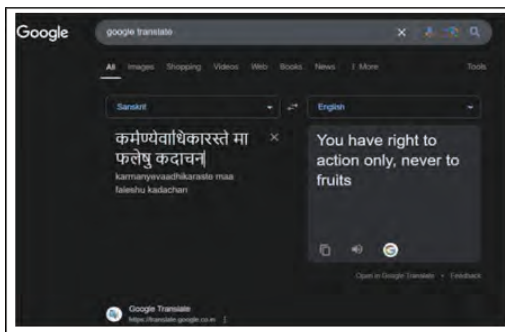 Google
google translate
All Images Shopping Videos Web Books News More Tools
Sanskrit
English
कर्मण्येवाधिकारस्ते मा
फलेषु कदाचन
karmanyevaadhikaraste maa
faleshu kadachan
You have right to
action only, never to
fruits
Open in Google Translate • Feedback
Google Translate
https://translate.google.co.in